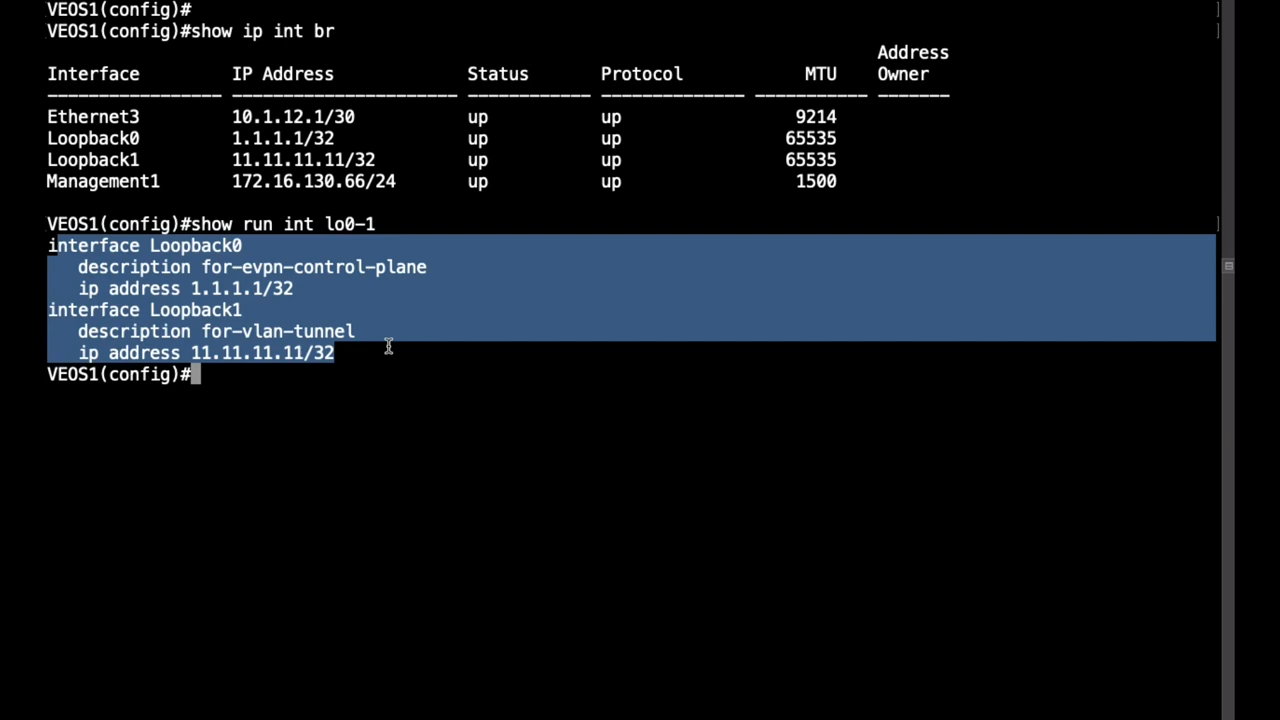 VEOS1(config)#
VEOS1(config)#show ip int br
Address
Interface IP Address Status Protocol MTU Owner
----------------- ---------------------- ------------ -------------- ----------- -------
Ethernet3 10.1.12.1/30 up up 9214
Loopback0 1.1.1.1/32 up up 65535
Loopback1 11.11.11.11/32 up up 65535
Management1 172.16.130.66/24 up up 1500
VEOS1(config)#show run int lo0-1
interface Loopback0
description for-evpn-control-plane
ip address 1.1.1.1/32
interface Loopback1
description for-vlan-tunnel
ip address 11.11.11.11/32
VEOS1(config)#